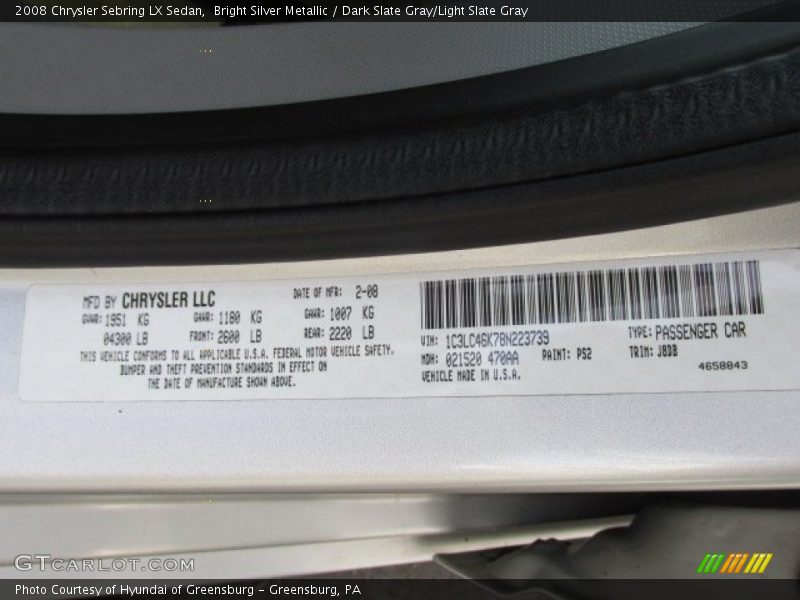 2008 Chrysler Sebring LX Sedan,  Bright Silver Metallic / Dark Slate Gray/Light Slate Gray
MFD BY CHRYSLER LLC DATE OF MFR: 2-08
GVWR: 1951 KG GAWR: 1180 KG GAWR: 1007 KG
04300 LB FRONT: 2600 LB REAR: 2220 LB
THIS VEHICLE CONFORMS TO ALL APPLICABLE U.S.A. FEDERAL MOTOR VEHICLE SAFETY,
BUMPER AND THEFT PREVENTION STANDARDS IN EFFECT ON
THE DATE OF MANUFACTURE SHOWN ABOVE.
VIN: 1C3LC46K78N223739 TYPE: PASSENGER CAR
MDH: 021520 470AA PAINT: PS2 TRIM: J8DB
VEHICLE MADE IN U.S.A. 4658843
GTCARLOT.COM
Photo Courtesy of Hyundai of Greensburg - Greensburg, PA